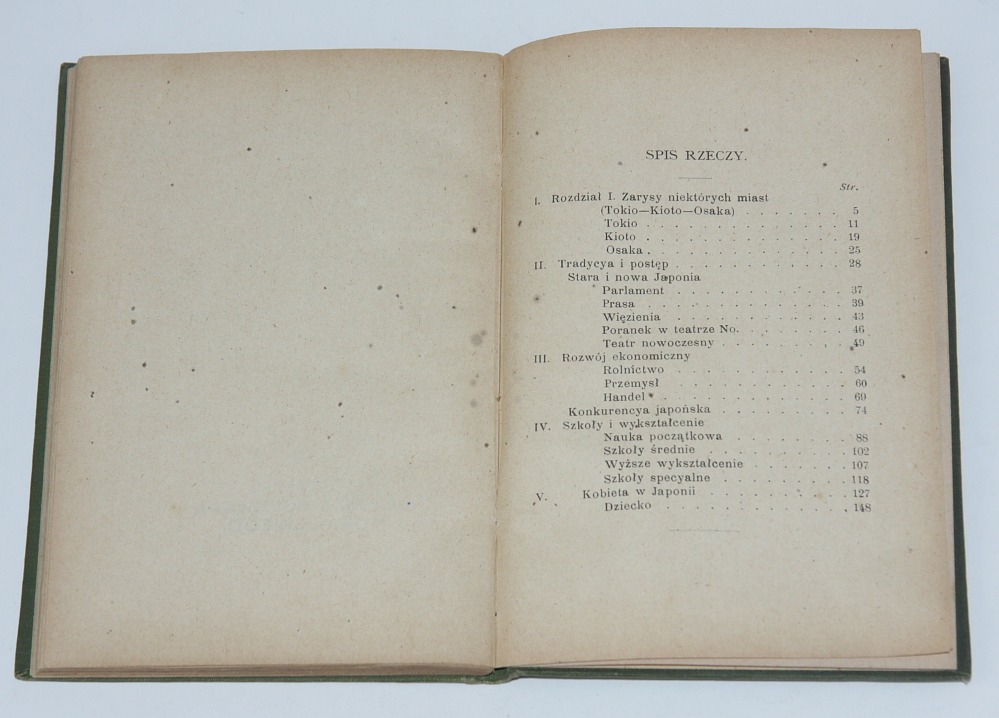 SPIS RZECZY.
Str.
I. Rozdział I. Zarysy niektórych miast
(Tokio—Kioto—Osaka) . . . . . . . 5
Tokio . . . . . . . . . . . . . . 11
Kioto . . . . . . . . . . . . . . 19
Osaka . . . . . . . . . . . . . . 25
II. Tradycya i postęp . . . . . . . . . . . . 28
Stara i nowa Japonia
Parlament . . . . . . . . . . . . 37
Prasa . . . . . . . . . . . . . . 39
Więzienia . . . . . . . . . . . . 43
Poranek w teatrze No. . . . . . . . 46
Teatr nowoczesny . . . . . . . . . 49
III. Rozwój ekonomiczny
Rolnictwo . . . . . . . . . . . . 54
Przemysł . . . . . . . . . . . . 60
Handel . . . . . . . . . . . . . 69
Konkurencya japońska . . . . . . . . . 74
IV. Szkoły i wykształcenie
Nauka początkowa . . . . . . . . 88
Szkoły średnie . . . . . . . . . . 102
Wyższe wykształcenie . . . . . . . 107
Szkoły specyalne . . . . . . . . . 118
V. Kobieta w Japonii . . . . . . . . . . 127
Dziecko . . . . . . . . . . . . . 148